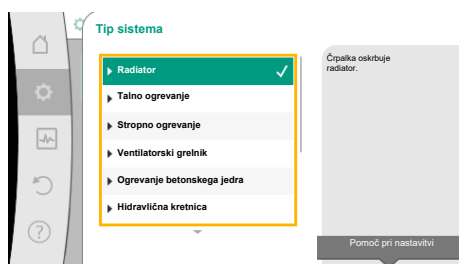 Tip sistema
Radiator
Talno ogrevanje
Stropno ogrevanje
Ventilatorski grelnik
Ogrevanje betonskega jedra
Hidravlična kretnica
Črpalka oskrbuje
radiator.
Pomoč pri nastavitvi
?